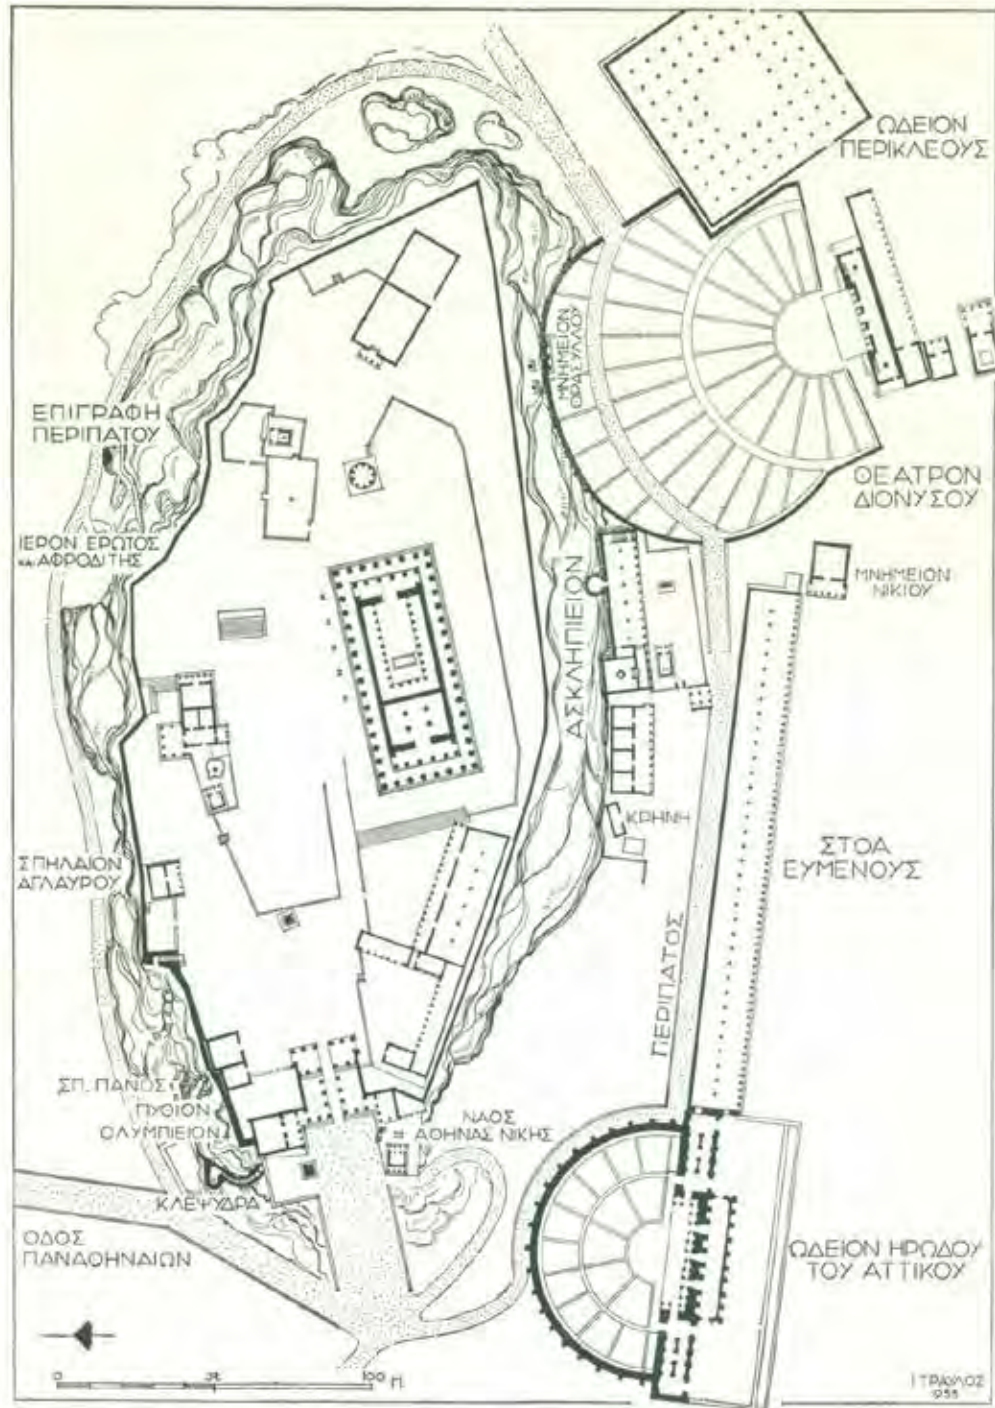 ΩΔΕΙΟΝ
ΠΕΡΙΚΛΕΟΥΣ
ΜΝΗΜΕΙΟΝ
ΘΡΑΣΥΛΛΟΥ
ΕΠΙΓΡΑΦΗ
ΠΕΡΙΠΑΤΟΥ
ΘΕΑΤΡΟΝ
ΔΙΟΝΥΣΟΥ
ΙΕΡΟΝ ΕΡΩΤΟΣ
ΚΑΙ ΑΦΡΟΔΙΤΗΣ
ΜΝΗΜΕΙΟΝ
ΝΙΚΙΟΥ
ΑΣΚΛΗΠΙΕΙΟΝ
ΚΡΗΝΗ
ΣΤΟΑ
ΕΥΜΕΝΟΥΣ
ΣΠΗΛΑΙΟΝ
ΑΓΛΑΥΡΟΥ
ΠΕΡΙΠΑΤΟΣ
ΣΠ. ΠΑΝΟΣ
ΠΥΘΙΟΝ
ΟΛΥΜΠΙΕΙΟΝ
ΝΑΟΣ
ΑΘΗΝΑΣ ΝΙΚΗΣ
ΚΛΕΨΥΔΡΑ
ΟΔΟΣ
ΠΑΝΑΘΗΝΑΙΩΝ
ΩΔΕΙΟΝ ΗΡΩΔΟΥ
ΤΟΥ ΑΤΤΙΚΟΥ
0 100 Μ
Ι ΤΡΑΥΛΟΣ